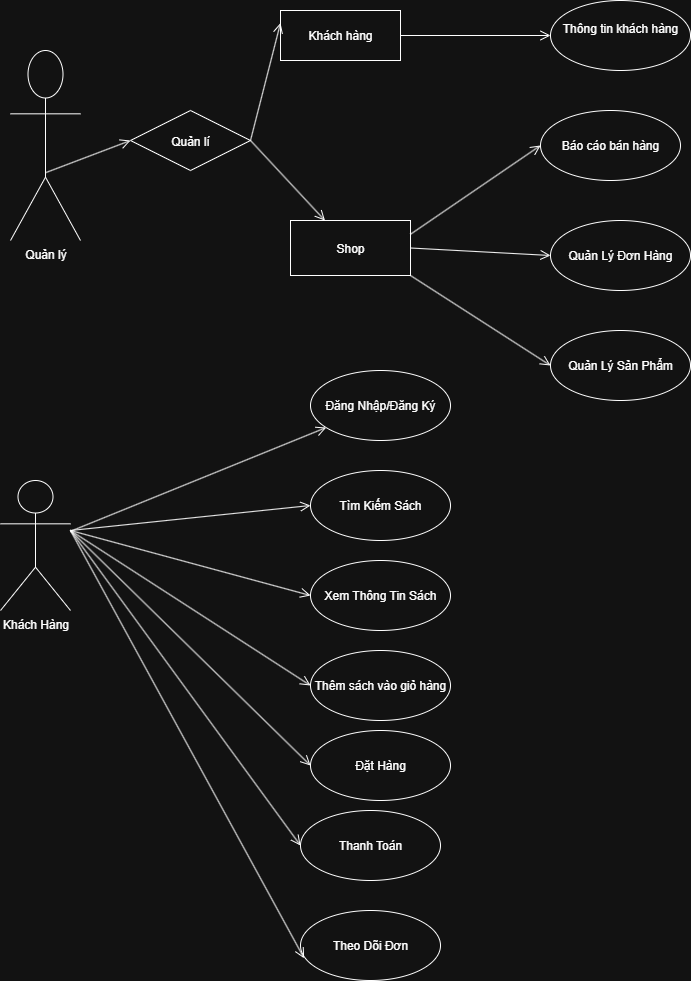 Khách hàng
Thông tin khách hàng
Quản lí
Báo cáo bán hàng
Quản lý
Shop
Quản Lý Đơn Hàng
Quản Lý Sản Phẩm
Đăng Nhập/Đăng Ký
Tìm Kiếm Sách
Xem Thông Tin Sách
Khách Hàng
Thêm sách vào giỏ hàng
Đặt Hàng
Thanh Toán
Theo Dõi Đơn